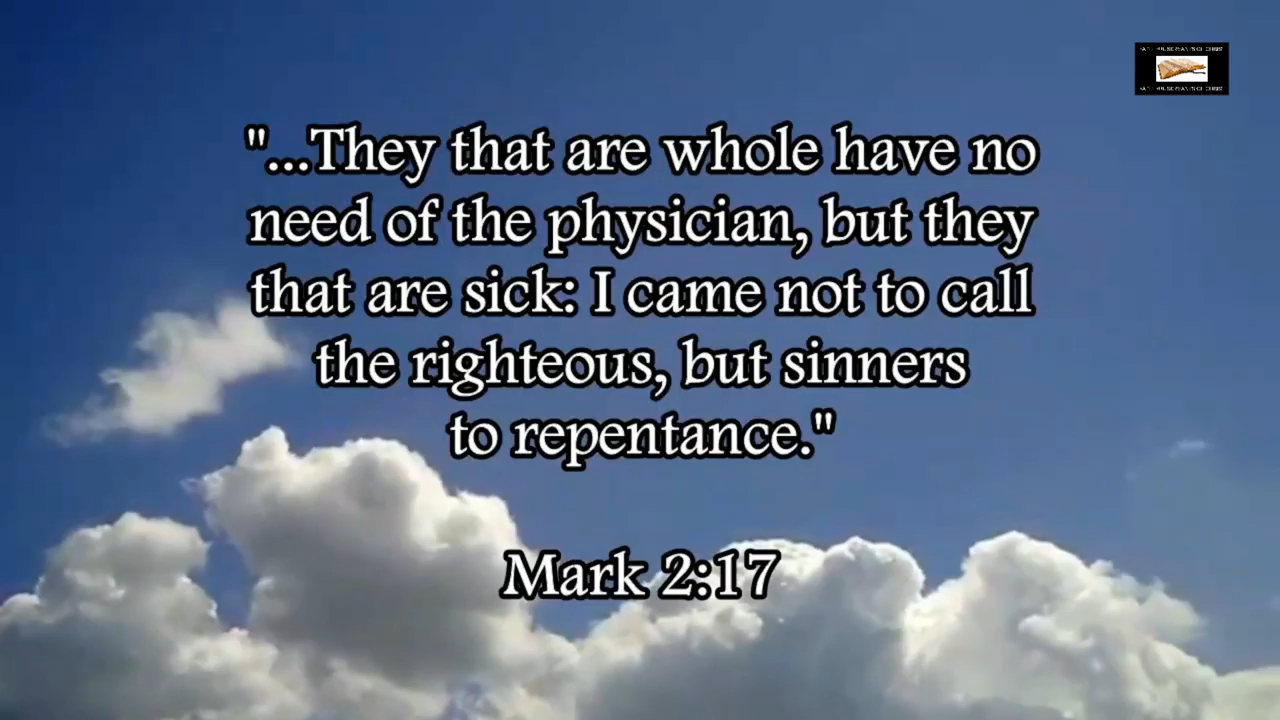 "...They that are whole have no
need of the physician, but they
that are sick: I came not to call
the righteous, but sinners
to repentance."
Mark 2:17